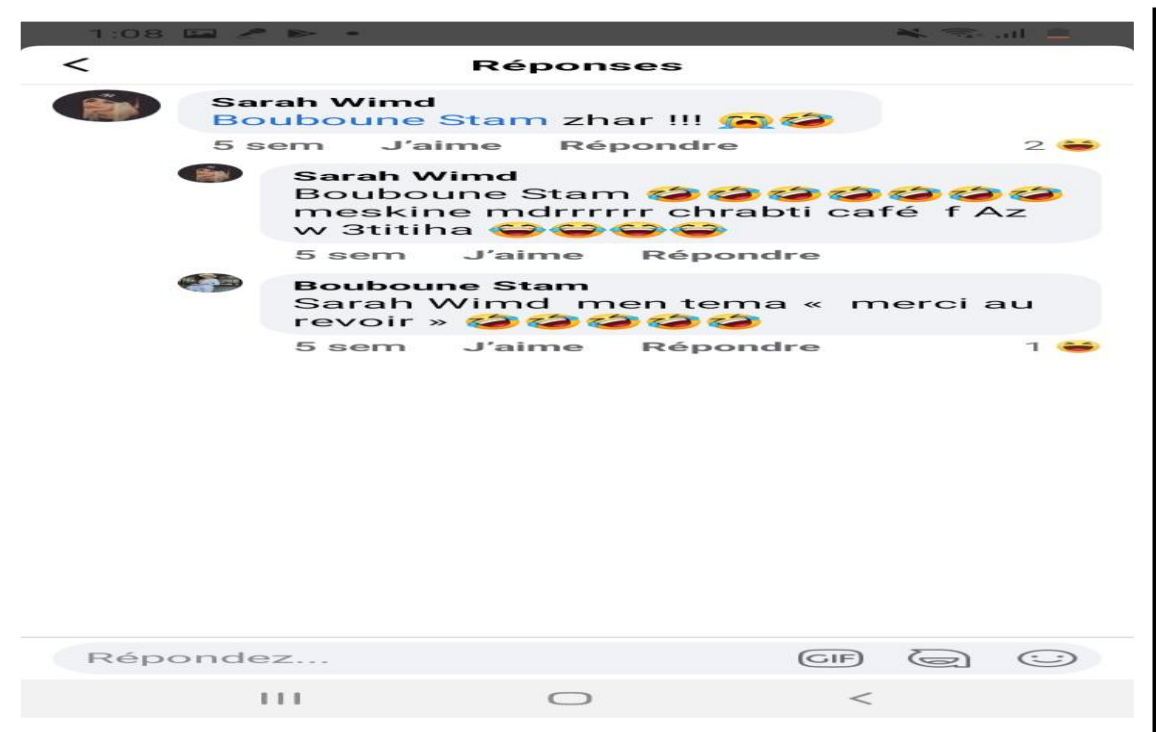 1:08
Réponses
Sarah Wimd
Bouboune Stam zhar !!! 😭🤣
5 sem J'aime Répondre 2 😆
Sarah Wimd
Bouboune Stam 🤣🤣🤣🤣🤣🤣🤣
meskine mdrrrrrr chrabti café f Az
w 3titiha 😂😂😂😂
5 sem J'aime Répondre
Bouboune Stam
Sarah Wimd men tema « merci au
revoir » 🤣🤣🤣🤣🤣
5 sem J'aime Répondre 1 😆
Répondez... GIF